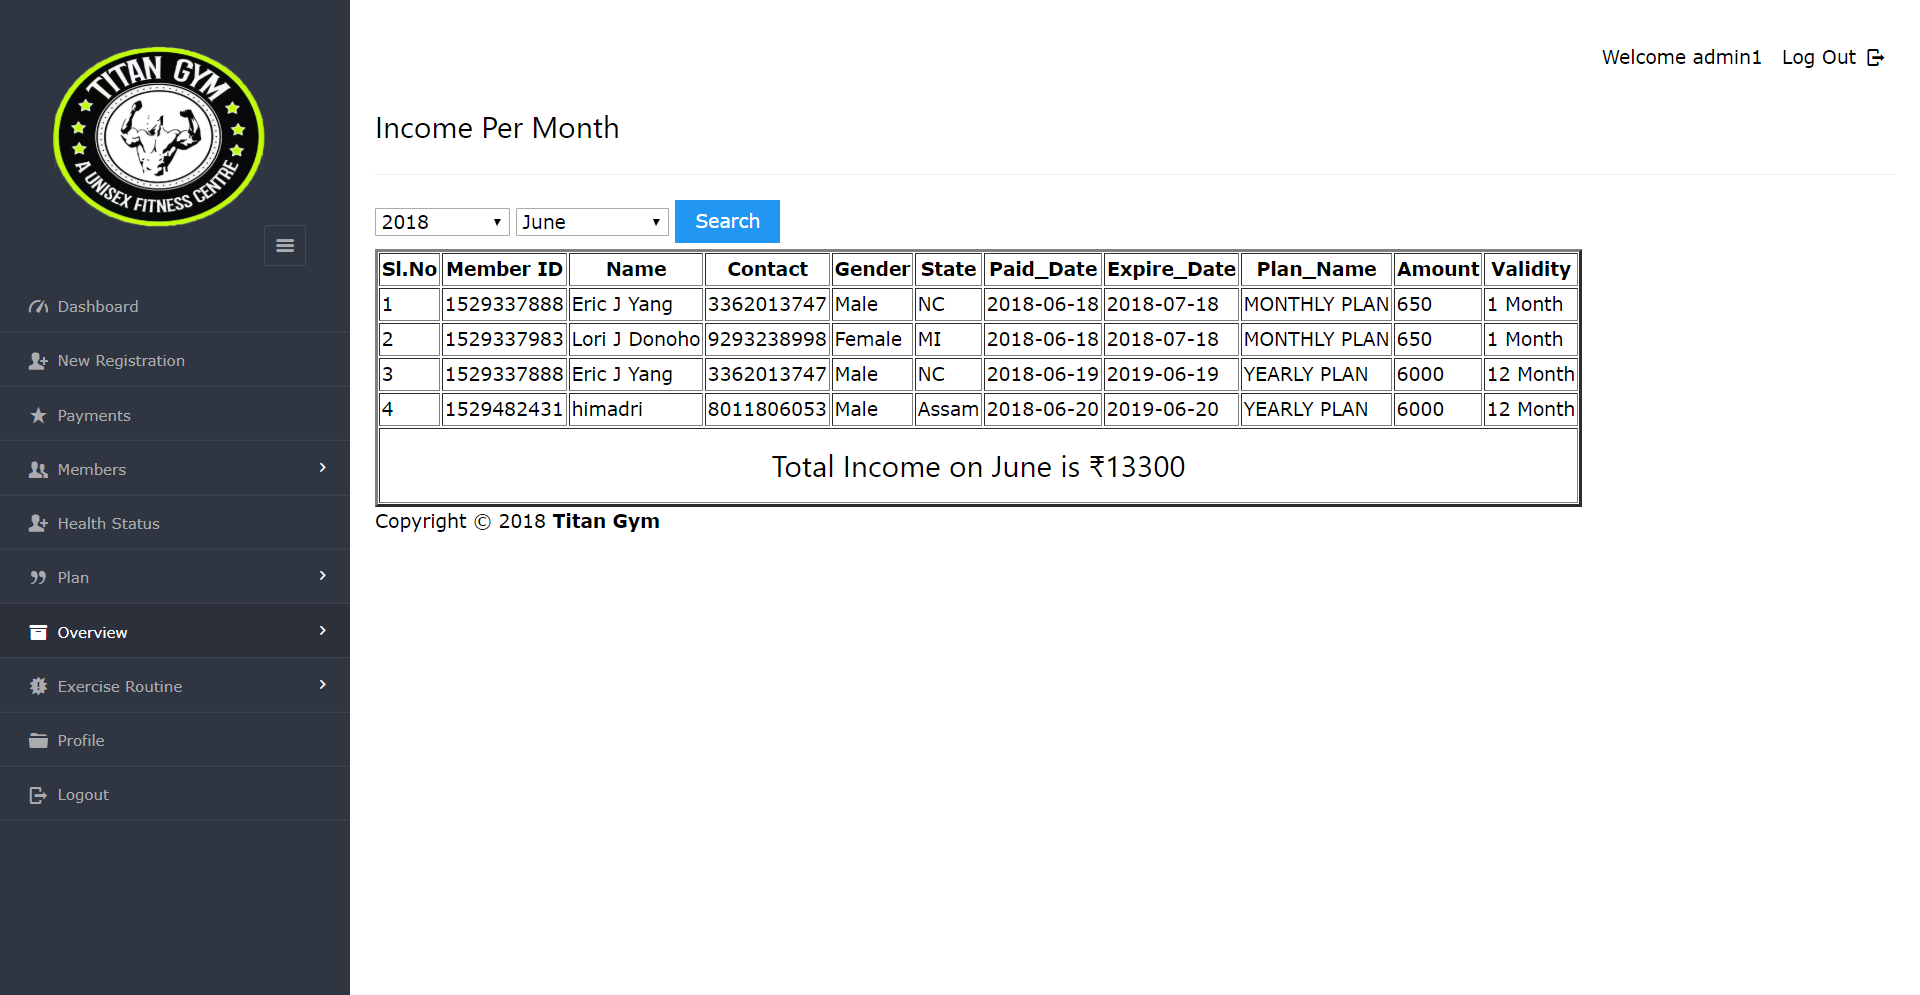 TITAN GYM
A UNISEX FITNESS CENTRE
Dashboard
New Registration
Payments
Members
Health Status
Plan
Overview
Exercise Routine
Profile
Logout
Welcome admin1 Log Out
Income Per Month
2018 June Search
Sl.No Member ID Name Contact Gender State Paid_Date Expire_Date Plan_Name Amount Validity
1 1529337888 Eric J Yang 3362013747 Male NC 2018-06-18 2018-07-18 MONTHLY PLAN 650 1 Month
2 1529337983 Lori J Donoho 9293238998 Female MI 2018-06-18 2018-07-18 MONTHLY PLAN 650 1 Month
3 1529337888 Eric J Yang 3362013747 Male NC 2018-06-19 2019-06-19 YEARLY PLAN 6000 12 Month
4 1529482431 himadri 8011806053 Male Assam 2018-06-20 2019-06-20 YEARLY PLAN 6000 12 Month
Total Income on June is ₹13300
Copyright © 2018 Titan Gym